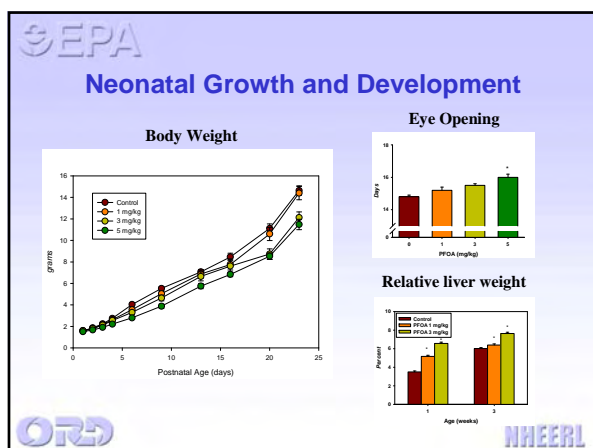 EPA
Neonatal Growth and Development
Body Weight
16
14
12
10
8
6
4
2
0
grams
Control
1 mg/kg
3 mg/kg
5 mg/kg
0 5 10 15 20 25
Postnatal Age (days)
Eye Opening
18
16
14
0
Days
*
0 1 3 5
PFOA (mg/kg)
Relative liver weight
10
8
6
4
2
0
Percent
Control
PFOA 1 mg/kg
PFOA 3 mg/kg
* * * *
1 3
Age (weeks)
ORD
NHEERL